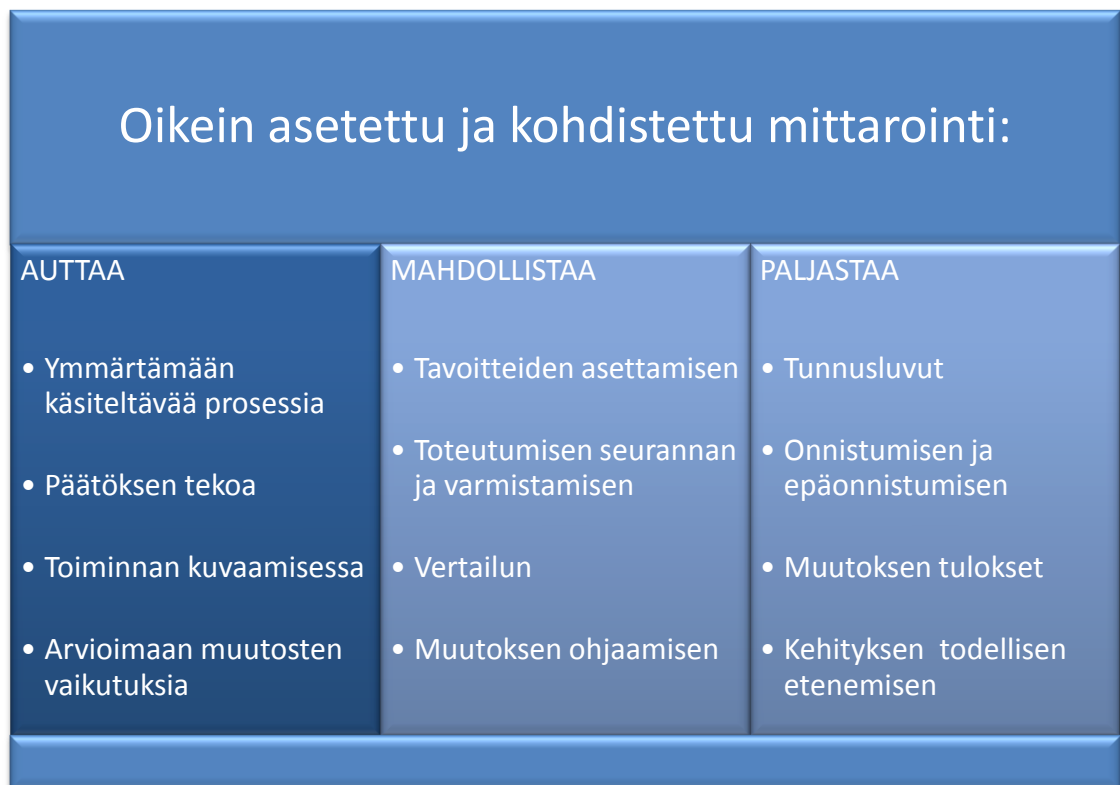 Oikein asetettu ja kohdistettu mittarointi:
AUTTAA
• Ymmärtämään
käsiteltävää prosessia
• Päätöksen tekoa
• Toiminnan kuvaamisessa
• Arvioimaan muutosten
vaikutuksia
MAHDOLLISTAA
• Tavoitteiden asettamisen
• Toteutumisen seurannan
ja varmistamisen
• Vertailun
• Muutoksen ohjaamisen
PALJASTAA
• Tunnusluvut
• Onnistumisen ja
epäonnistumisen
• Muutoksen tulokset
• Kehityksen  todellisen
etenemisen